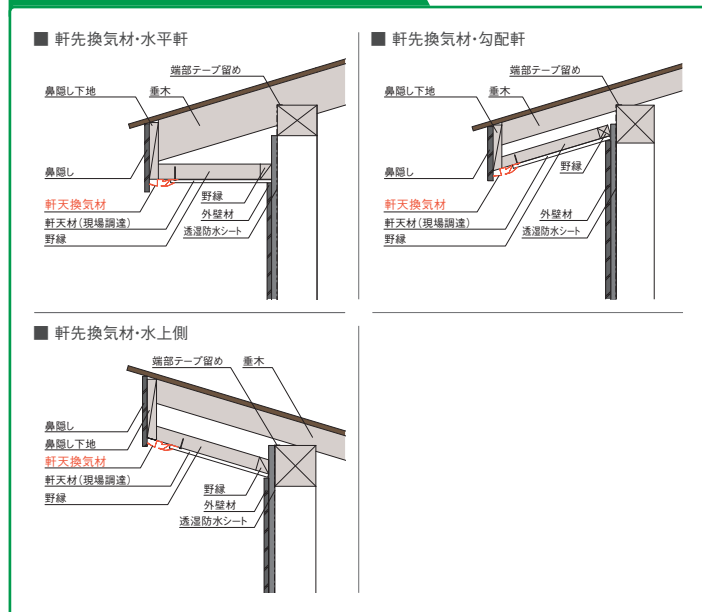 ■ 軒先換気材・水平軒
端部テープ留め
鼻隠し下地
垂木
鼻隠し
軒天換気材
軒天材(現場調達)
野縁
野縁
外壁材
透湿防水シート
■ 軒先換気材・勾配軒
端部テープ留め
鼻隠し下地
垂木
鼻隠し
野縁
軒天換気材
軒天材(現場調達)
野縁
外壁材
透湿防水シート
■ 軒先換気材・水上側
端部テープ留め
垂木
鼻隠し
鼻隠し下地
軒天換気材
軒天材(現場調達)
野縁
野縁
外壁材
透湿防水シート